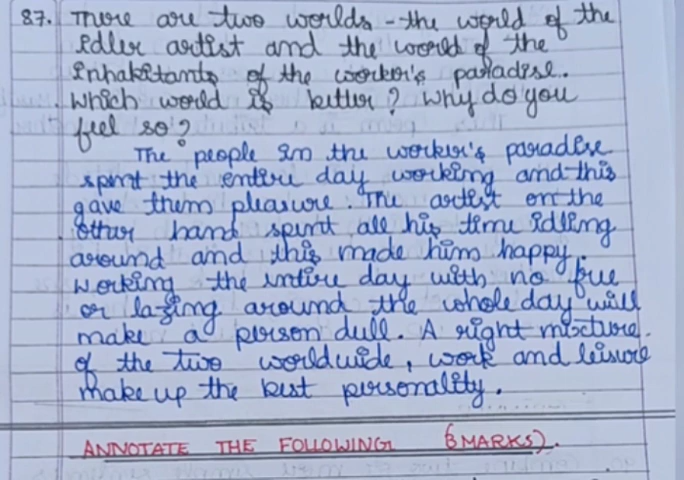 87. There are two worlds - the world of the
idler artist and the world of the
inhabitants of the worker's paradise.
Which world is better? Why do you
feel so?
The people in the worker's paradise
spent the entire day working and this
gave them pleasure. The artist on the
other hand spent all his time idling
around and this made him happy.
Working the entire day with no fue
or lazing around the whole day will
make a person dull. A right mixture
of the two worldwide, work and leisure
make up the best personality.
ANNOTATE THE FOLLOWING (3 MARKS).